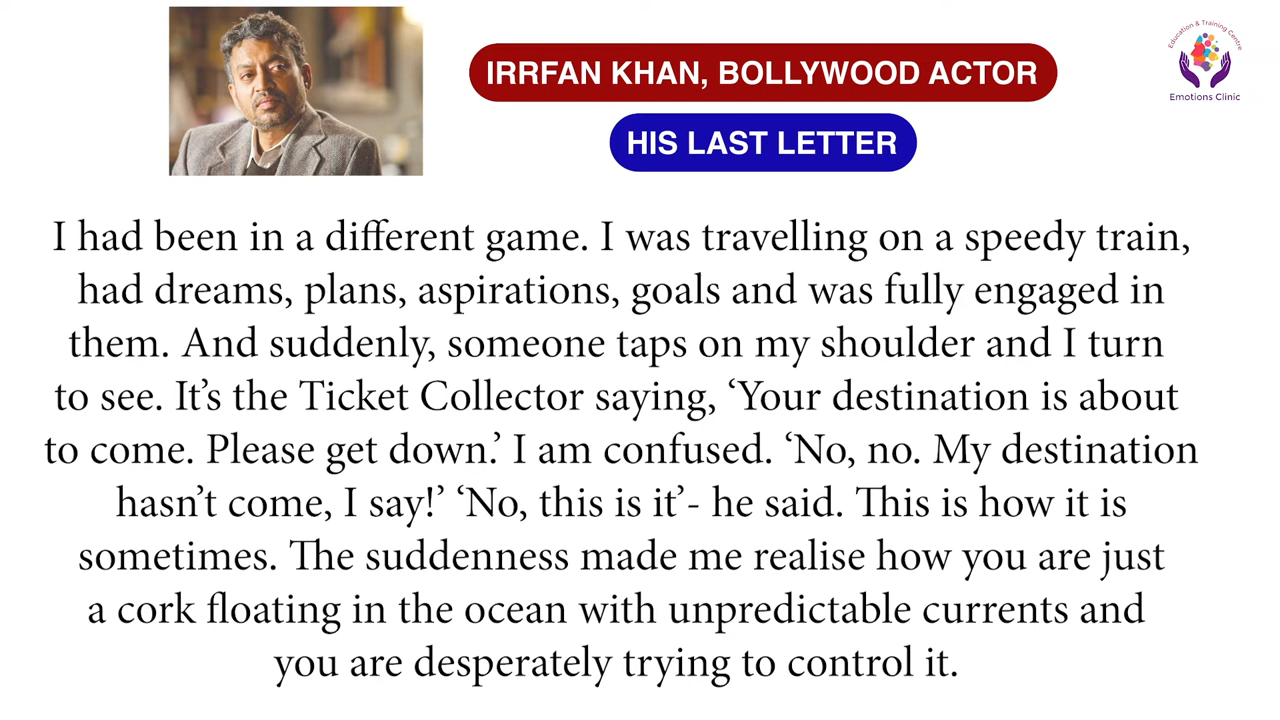 IRRFAN KHAN, BOLLYWOOD ACTOR
HIS LAST LETTER
Education & Training Centre
Emotions Clinic
I had been in a different game. I was travelling on a speedy train,
had dreams, plans, aspirations, goals and was fully engaged in
them. And suddenly, someone taps on my shoulder and I turn
to see. It’s the Ticket Collector saying, ‘Your destination is about
to come. Please get down.’ I am confused. ‘No, no. My destination
hasn’t come, I say!’ ‘No, this is it’- he said. This is how it is
sometimes. The suddenness made me realise how you are just
a cork floating in the ocean with unpredictable currents and
you are desperately trying to control it.